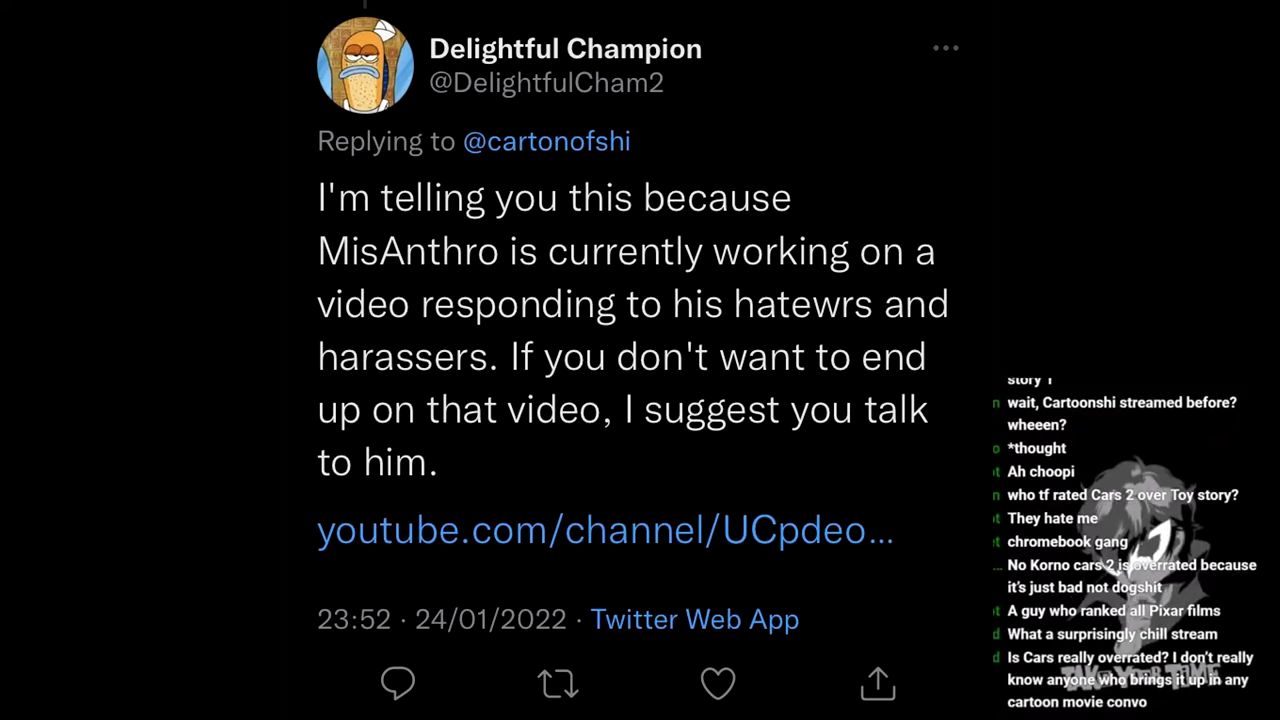 Delightful Champion
@DelightfulCham2
Replying to @cartonofshi
I'm telling you this because
MisAnthro is currently working on a
video responding to his hatewrs and
harassers. If you don't want to end
up on that video, I suggest you talk
to him.
youtube.com/channel/UCpdeo...
23:52 · 24/01/2022 · Twitter Web App
story 1
n wait, Cartoonshi streamed before?
wheeen?
o *thought
t Ah choopi
n who tf rated Cars 2 over Toy story?
t They hate me
t chromebook gang
... No Korno cars 2 is overrated because
it's just bad not dogshit
t A guy who ranked all Pixar films
d What a surprisingly chill stream
d Is Cars really overrated? I don't really
know anyone who brings it up in any
cartoon movie convo
TAKE YOUR TIME